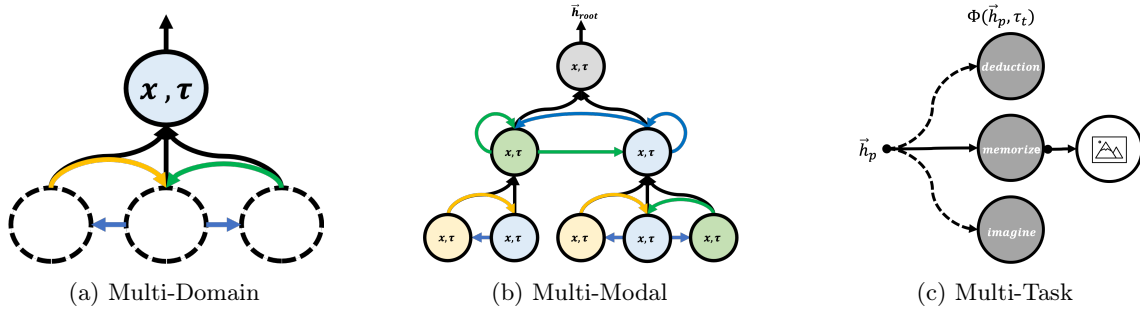 x , τ
(a) Multi-Domain
h⃗_root
x, τ
x, τ
x, τ
x, τ
x, τ
x, τ
x, τ
x, τ
(b) Multi-Modal
Φ(h⃗_p, τ_t)
deduction
h⃗_p
memorize
imagine
(c) Multi-Task